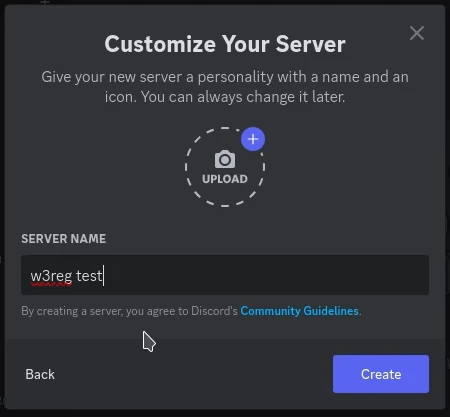 Customize Your Server
Give your new server a personality with a name and an
icon. You can always change it later.
UPLOAD
SERVER NAME
w3reg test
By creating a server, you agree to Discord's Community Guidelines.
Back
Create